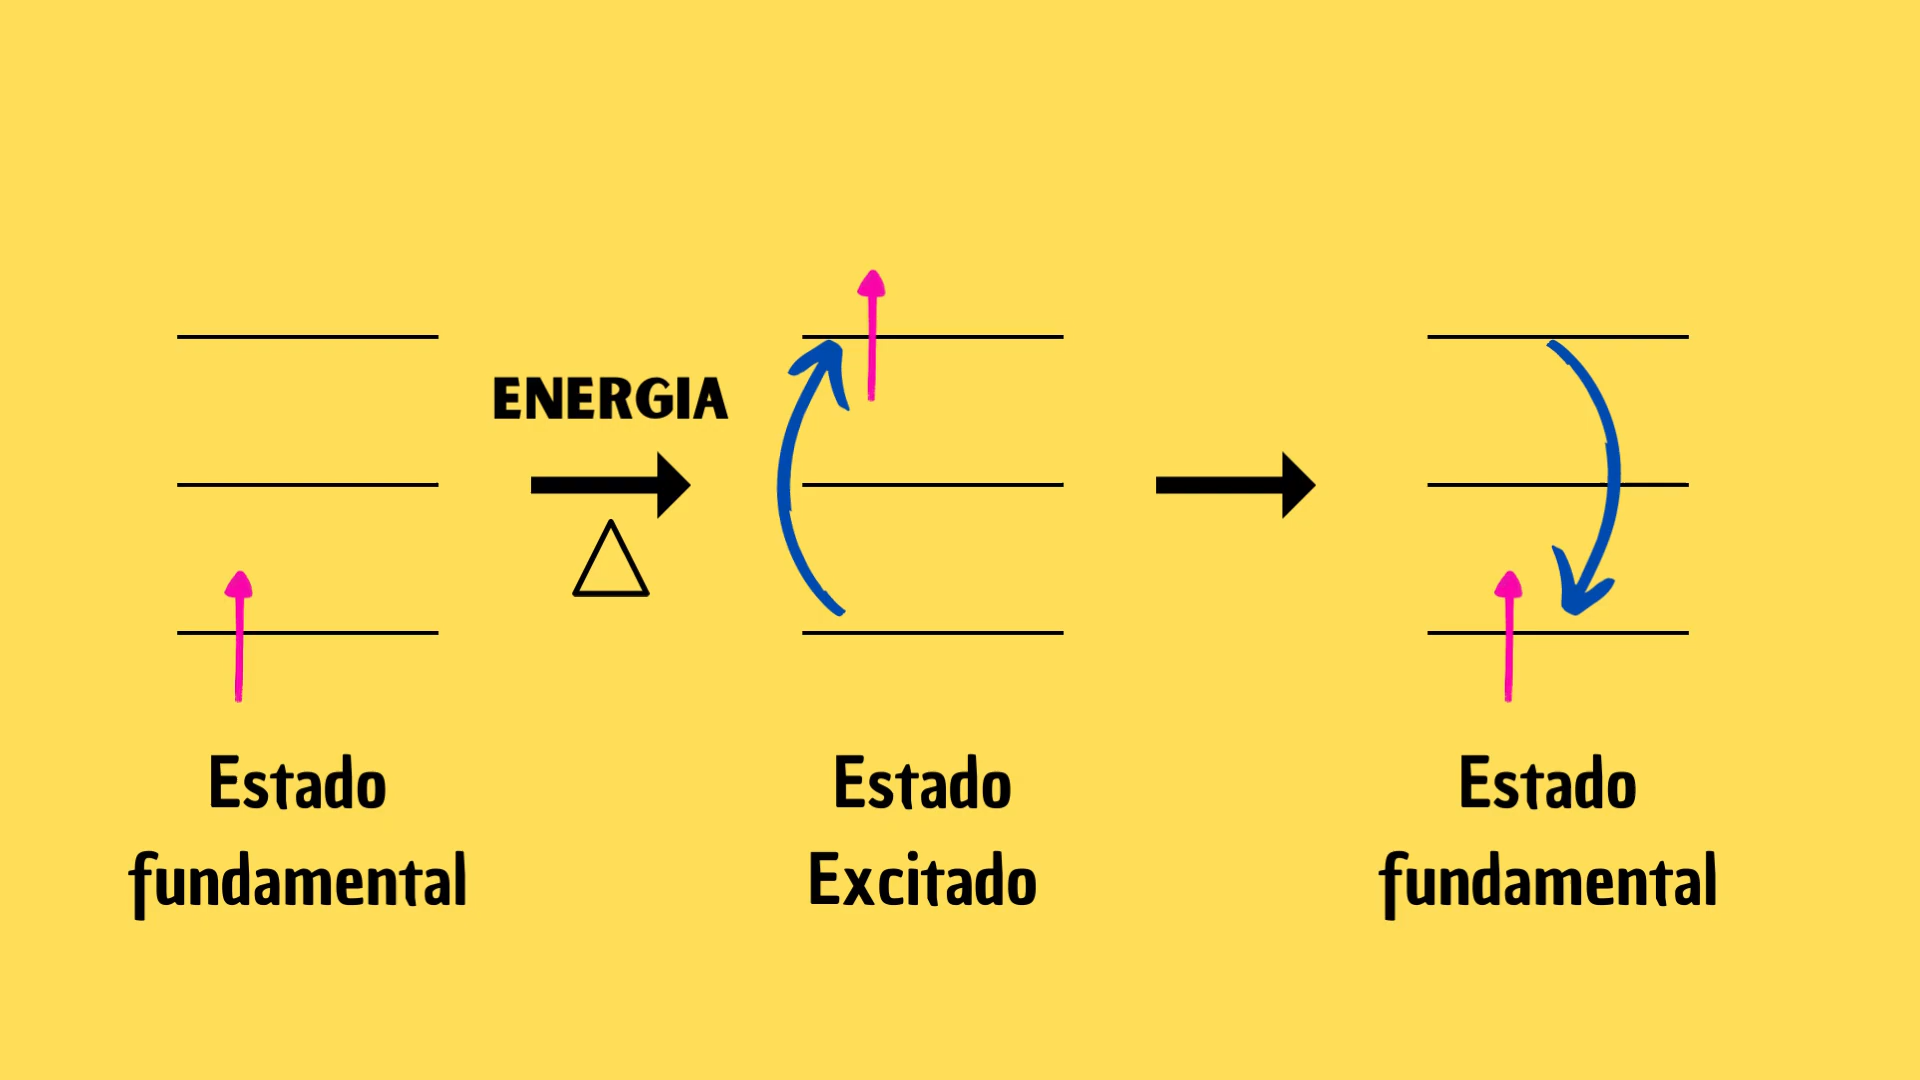 ENERGIA
Estado
fundamental
Estado
Excitado
Estado
fundamental